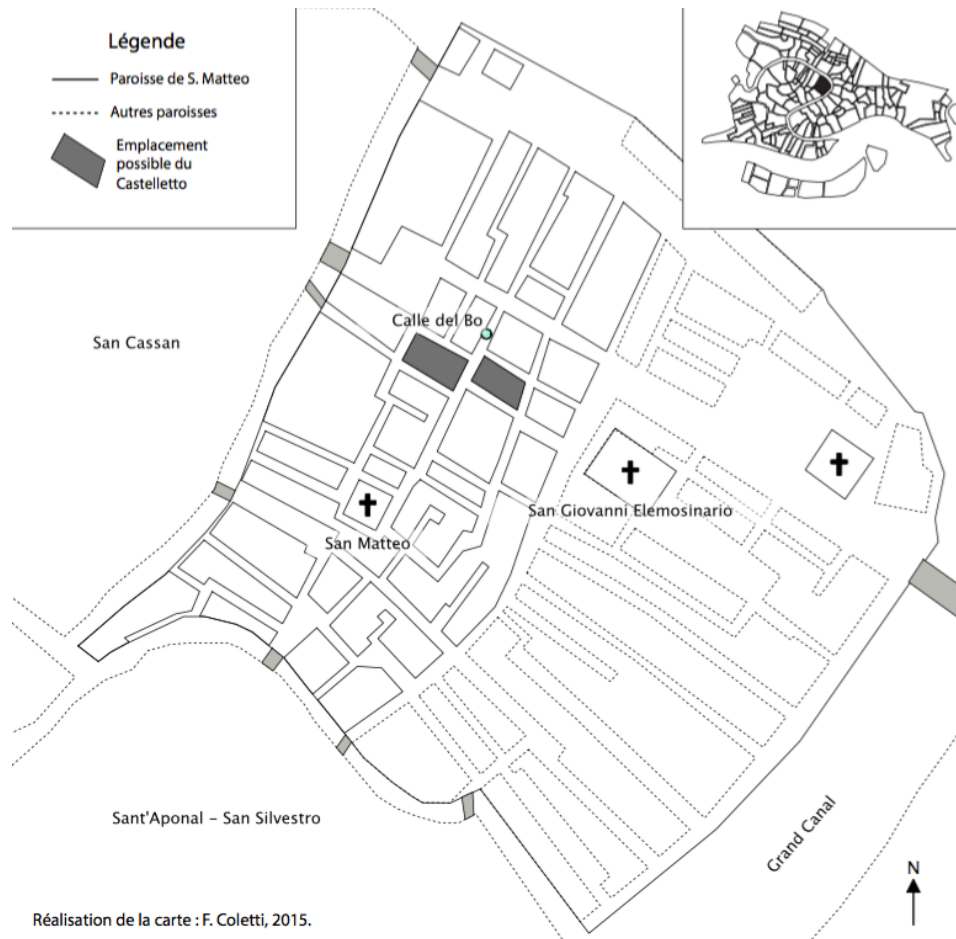 Légende
Paroisse de S. Matteo
Autres paroisses
Emplacement
possible du
Castelletto
Calle del Bo
San Cassan
San Giovanni Elemosinario
San Matteo
Sant'Aponal – San Silvestro
Grand Canal
N
Réalisation de la carte : F. Coletti, 2015.